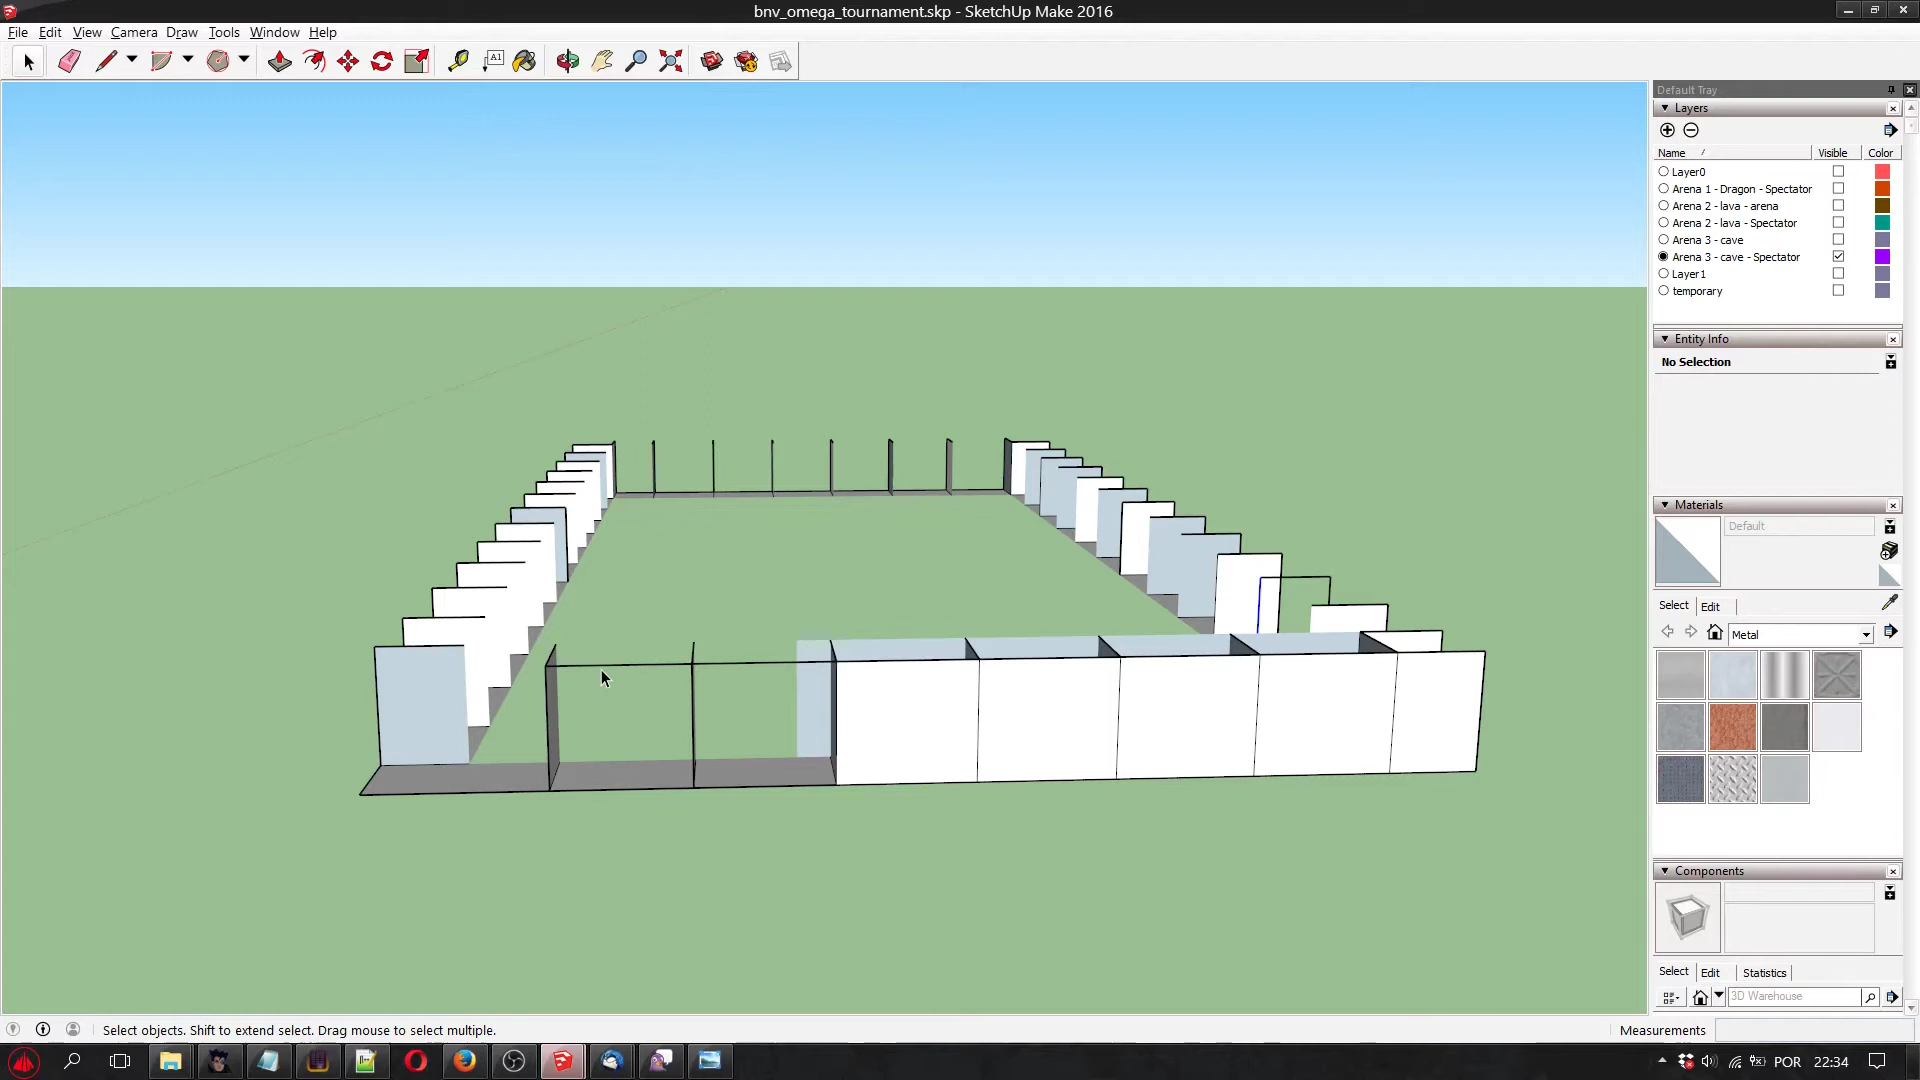 bnv_omega_tournament.skp - SketchUp Make 2016
File Edit View Camera Draw Tools Window Help
A1
Default Tray
Layers
Name Visible Color
Layer0
Arena 1 - Dragon - Spectator
Arena 2 - lava - arena
Arena 2 - lava - Spectator
Arena 3 - cave
Arena 3 - cave - Spectator
Layer1
temporary
Entity Info
No Selection
Materials
Default
Select Edit
Metal
Components
Select Edit Statistics
3D Warehouse
Select objects. Shift to extend select. Drag mouse to select multiple.
Measurements
POR 22:34